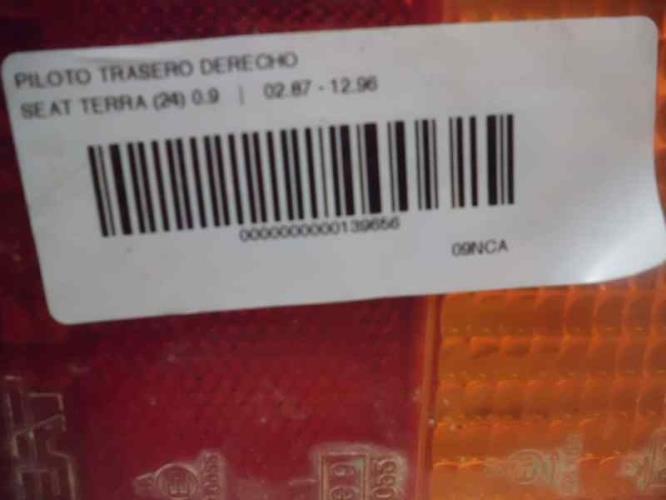 PILOTO TRASERO DERECHO
SEAT TERRA (24) 0.9 | 02.87 - 12.96
0000000000139656
09NCA